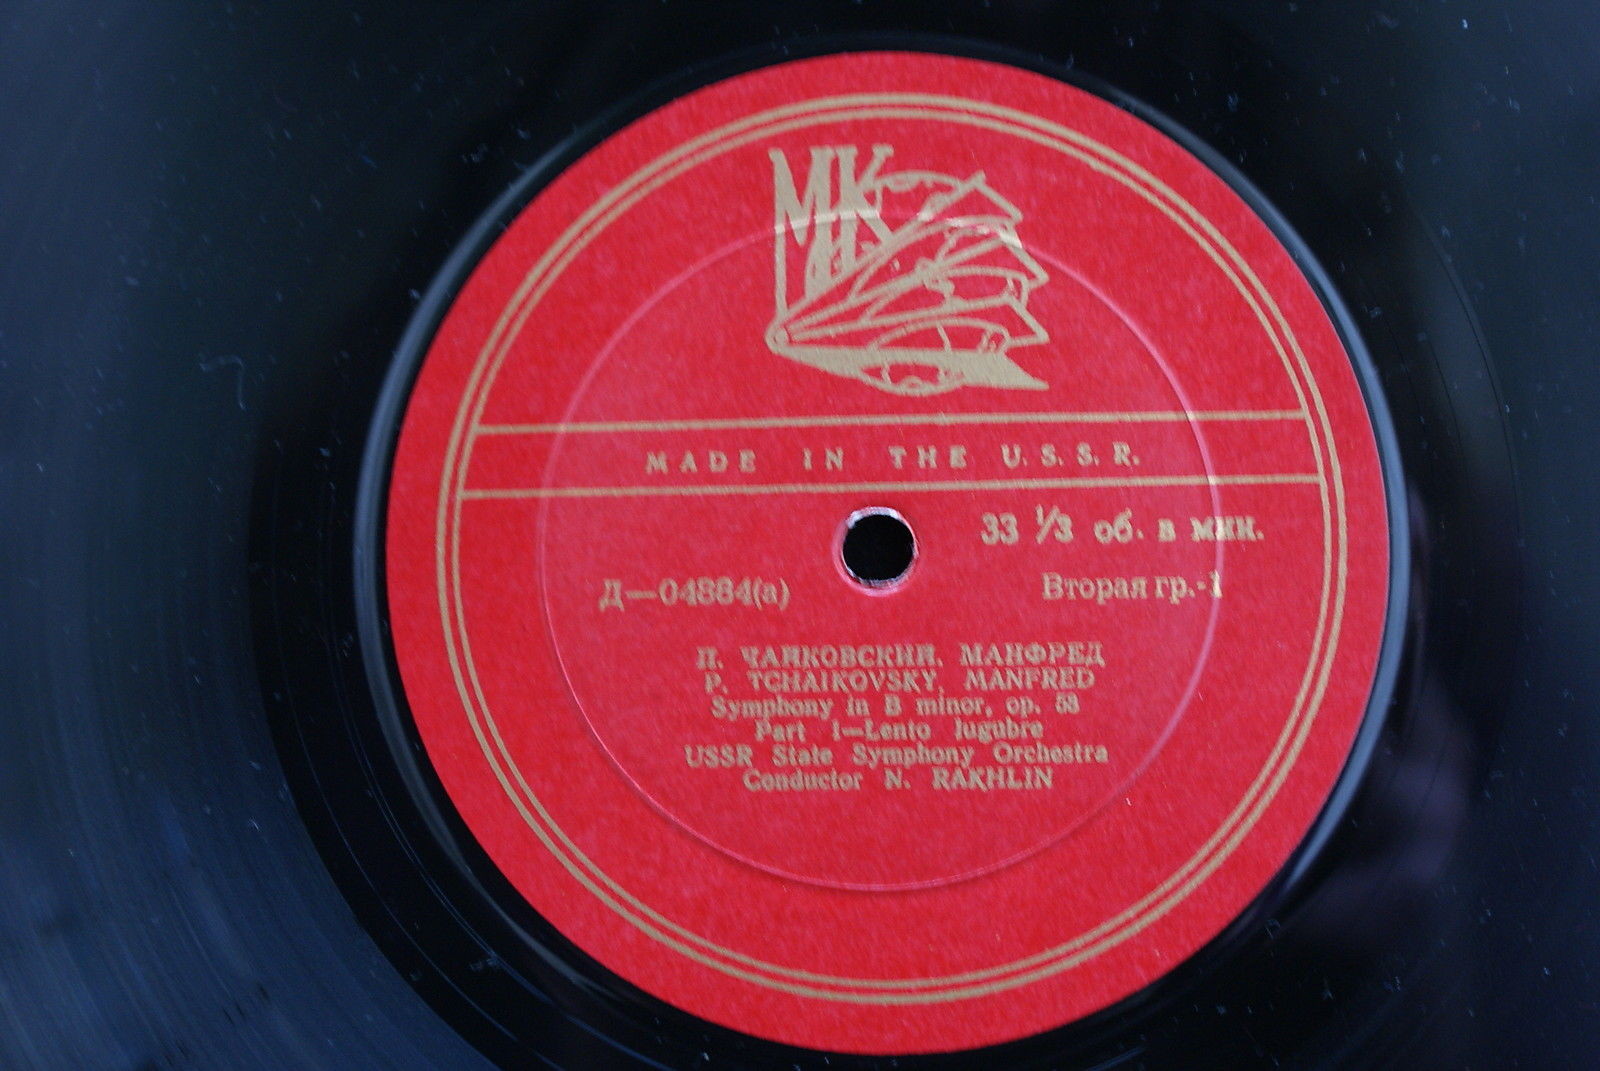 МК
MADE IN THE U.S.S.R.
33 ⅓ об. в мин.
Д—04884(а)
Вторая гр.-1
П. ЧАЙКОВСКИЙ. МАНФРЕД
P. TCHAIKOVSKY. MANFRED
Symphony in B minor, op. 58
Part 1—Lento lugubre
USSR State Symphony Orchestra
Conductor N. RAKHLIN